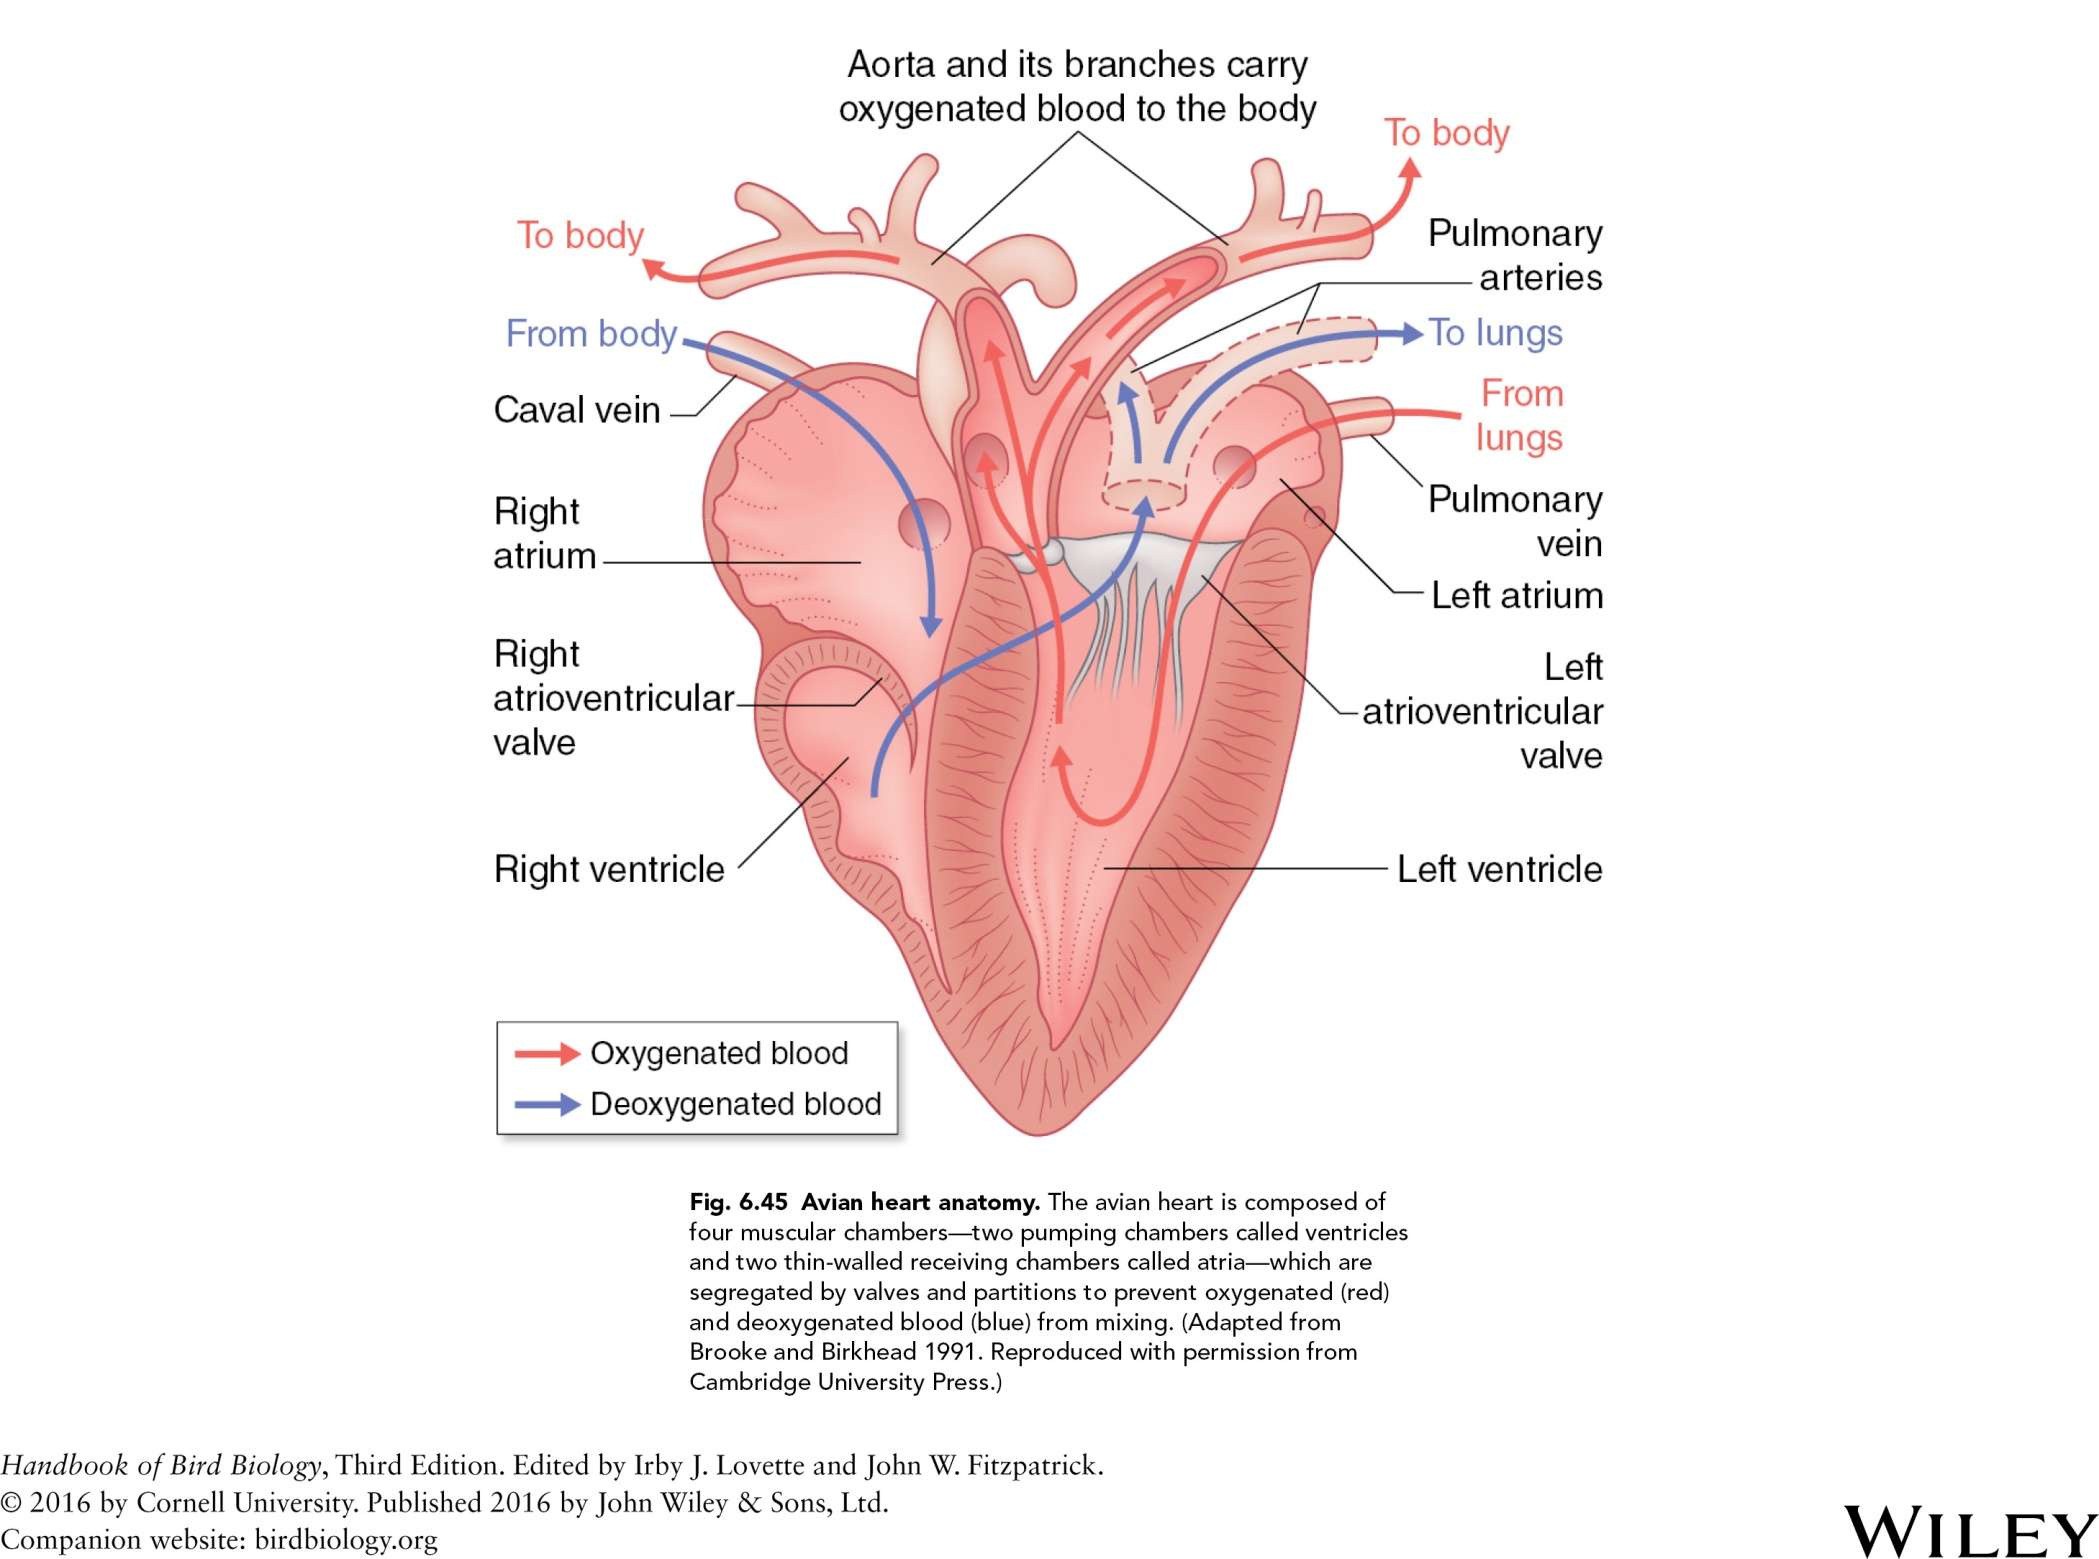 Aorta and its branches carry
oxygenated blood to the body
To body
To body
Pulmonary
arteries
From body
To lungs
Caval vein
From
lungs
Right
atrium
Pulmonary
vein
Left atrium
Right
atrioventricular
valve
Left
atrioventricular
valve
Right ventricle
Left ventricle
Oxygenated blood
Deoxygenated blood
Fig. 6.45 Avian heart anatomy. The avian heart is composed of
four muscular chambers—two pumping chambers called ventricles
and two thin-walled receiving chambers called atria—which are
segregated by valves and partitions to prevent oxygenated (red)
and deoxygenated blood (blue) from mixing. (Adapted from
Brooke and Birkhead 1991. Reproduced with permission from
Cambridge University Press.)
Handbook of Bird Biology, Third Edition. Edited by Irby J. Lovette and John W. Fitzpatrick.
© 2016 by Cornell University. Published 2016 by John Wiley & Sons, Ltd.
Companion website: birdbiology.org
WILEY